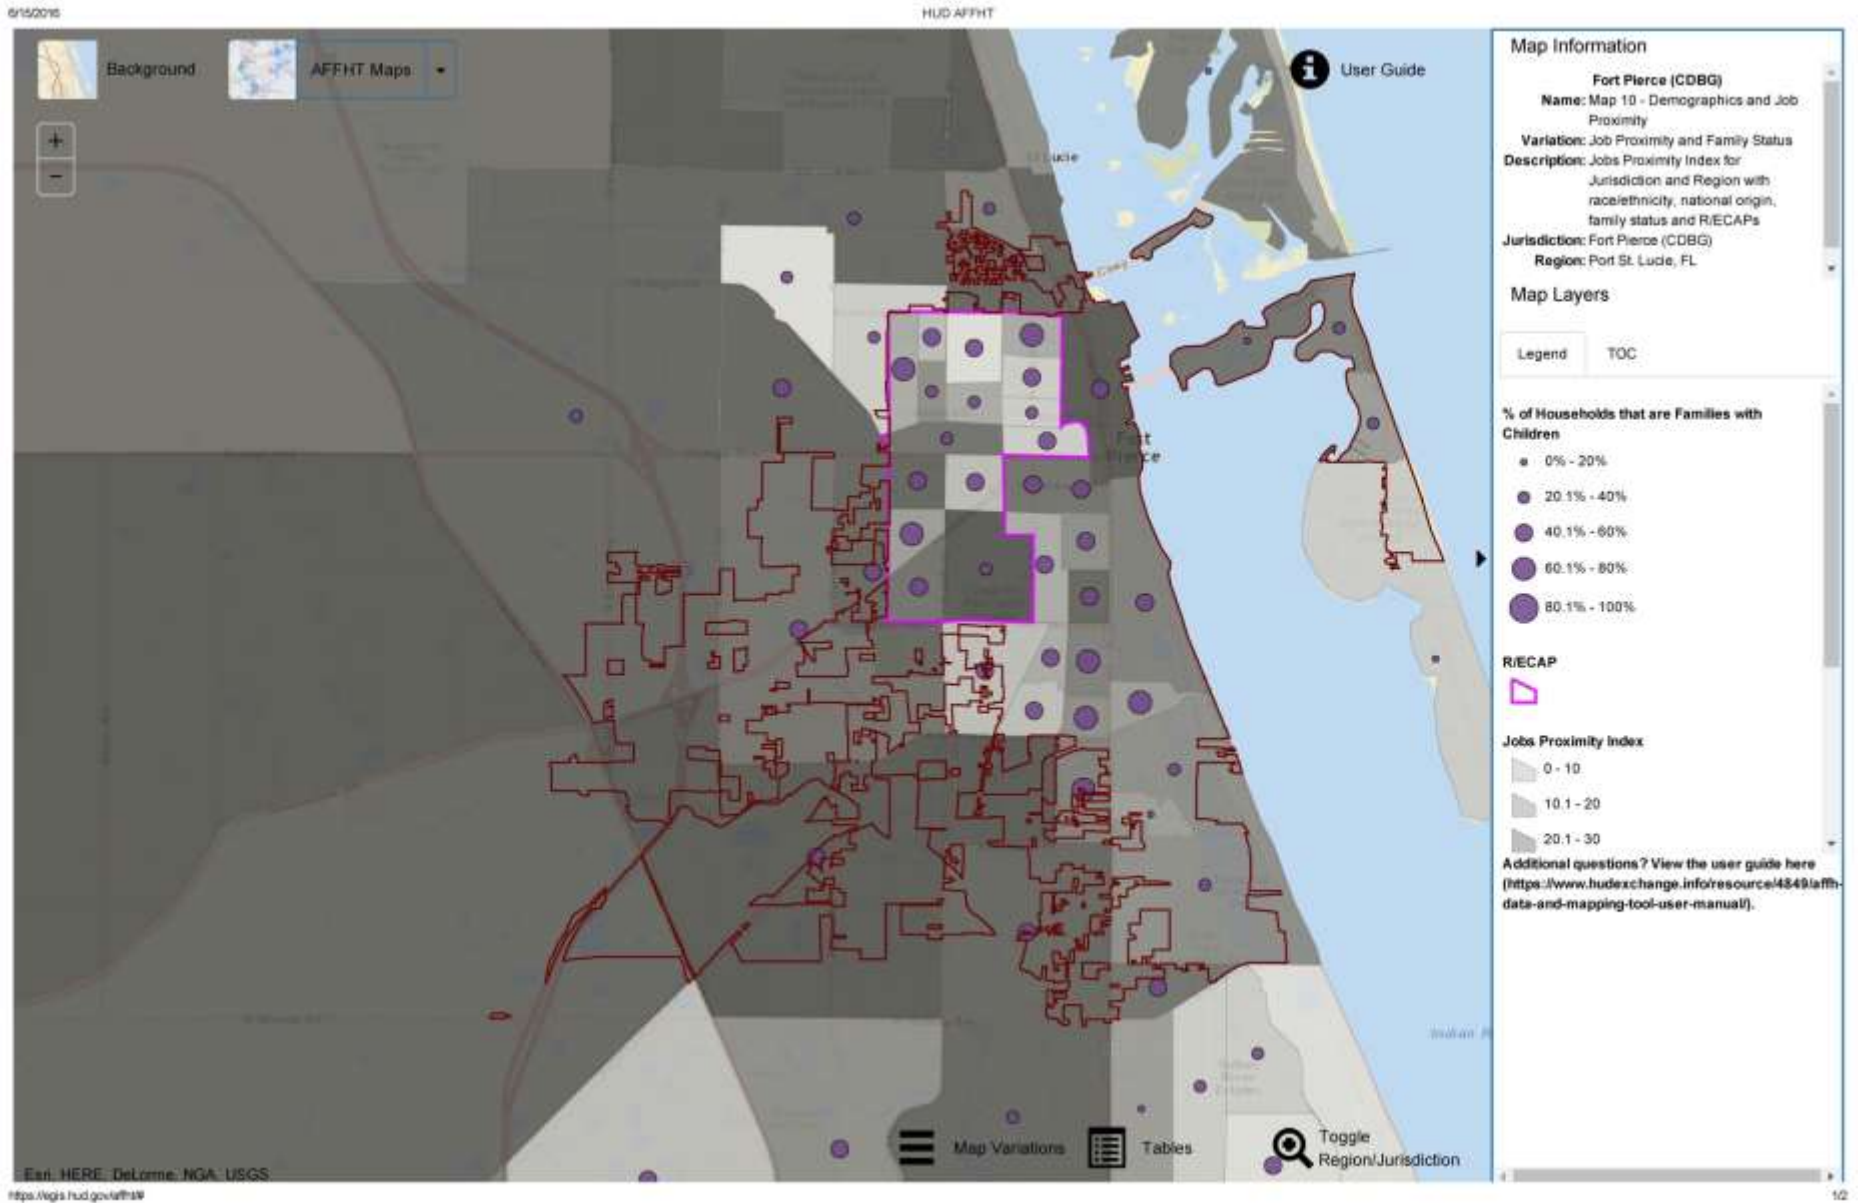 6/15/2016
HUD AFFHT
Background
AFFHT Maps
User Guide
+
−
Lucie
Fort
Pierce
Map Information
Fort Pierce (CDBG)
Name: Map 10 - Demographics and Job
Proximity
Variation: Job Proximity and Family Status
Description: Jobs Proximity Index for
Jurisdiction and Region with
race/ethnicity, national origin,
family status and R/ECAPs
Jurisdiction: Fort Pierce (CDBG)
Region: Port St. Lucie, FL
Map Layers
Legend
TOC
% of Households that are Families with
Children
0% - 20%
20.1% - 40%
40.1% - 60%
60.1% - 80%
80.1% - 100%
R/ECAP
Jobs Proximity Index
0 - 10
10.1 - 20
20.1 - 30
Additional questions? View the user guide here
(https://www.hudexchange.info/resource/4849/affh-
data-and-mapping-tool-user-manual/).
Indian
Map Variations
Tables
Toggle
Region/Jurisdiction
Esri, HERE, DeLorme, NGA, USGS
https://egis.hud.gov/affht/#
1/2